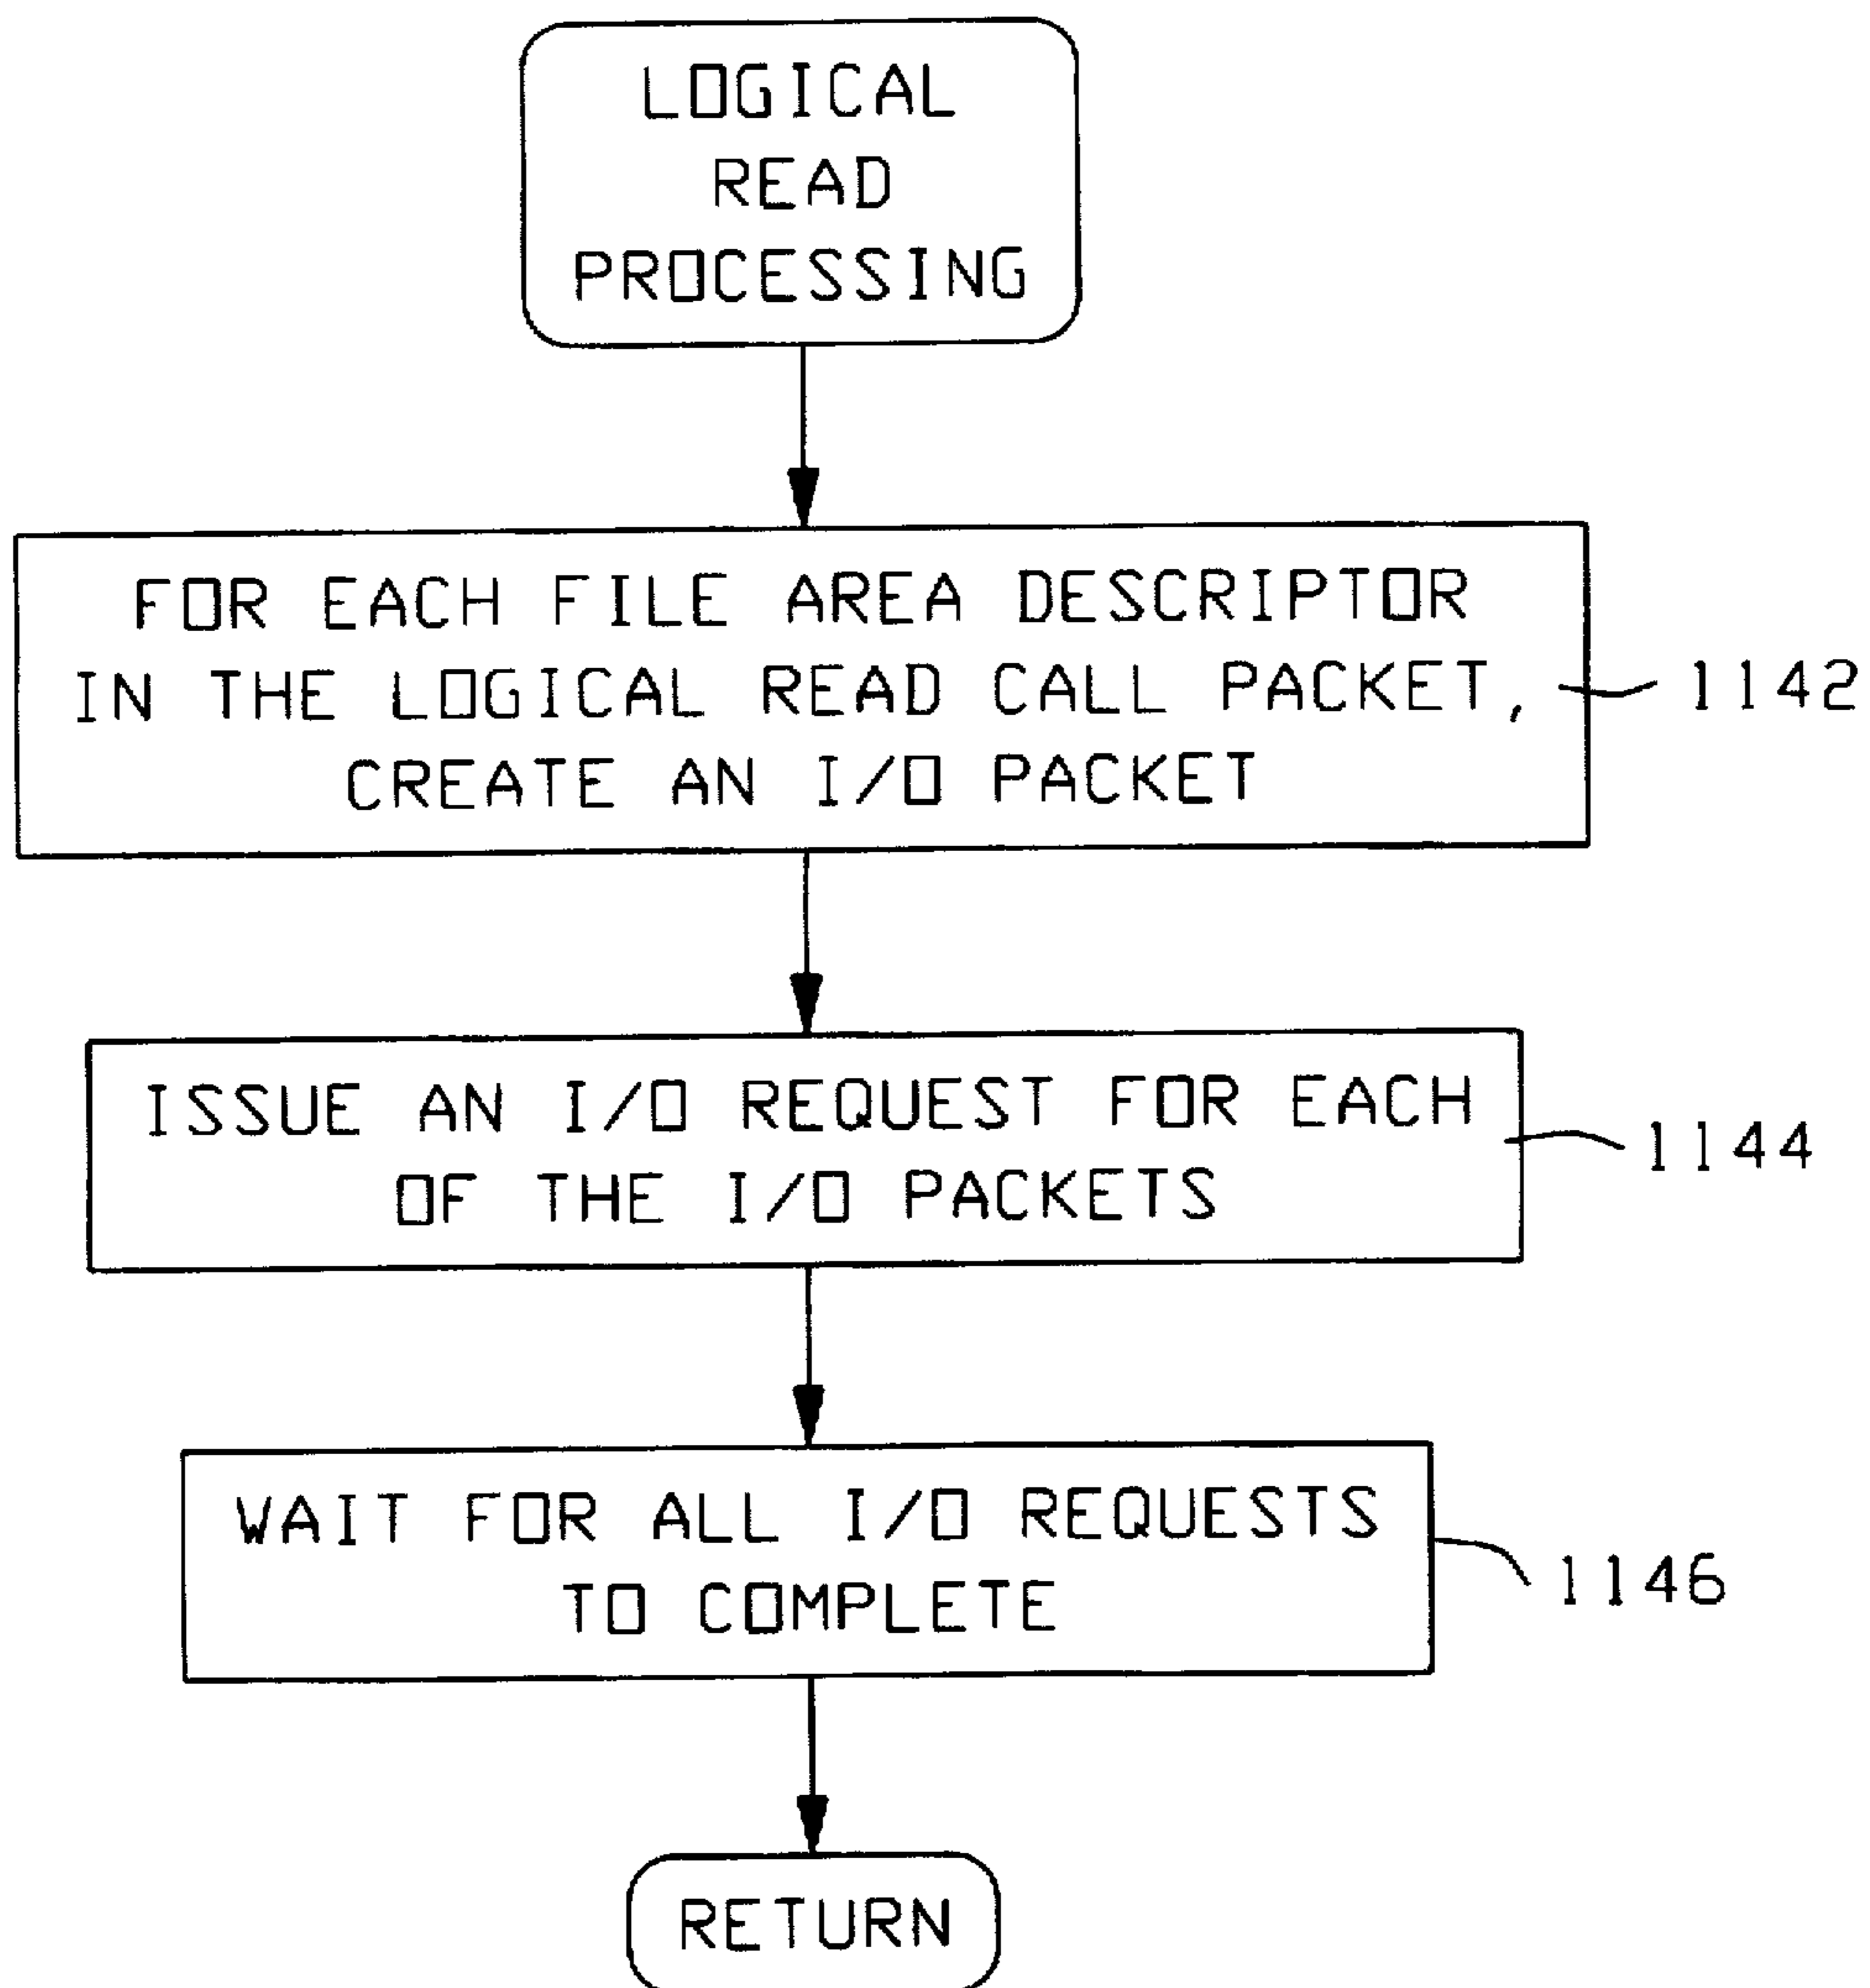 LOGICAL
READ
PROCESSING
FOR EACH FILE AREA DESCRIPTOR
IN THE LOGICAL READ CALL PACKET,
CREATE AN I/O PACKET
1142
ISSUE AN I/O REQUEST FOR EACH
OF THE I/O PACKETS
1144
WAIT FOR ALL I/O REQUESTS
TO COMPLETE
1146
RETURN